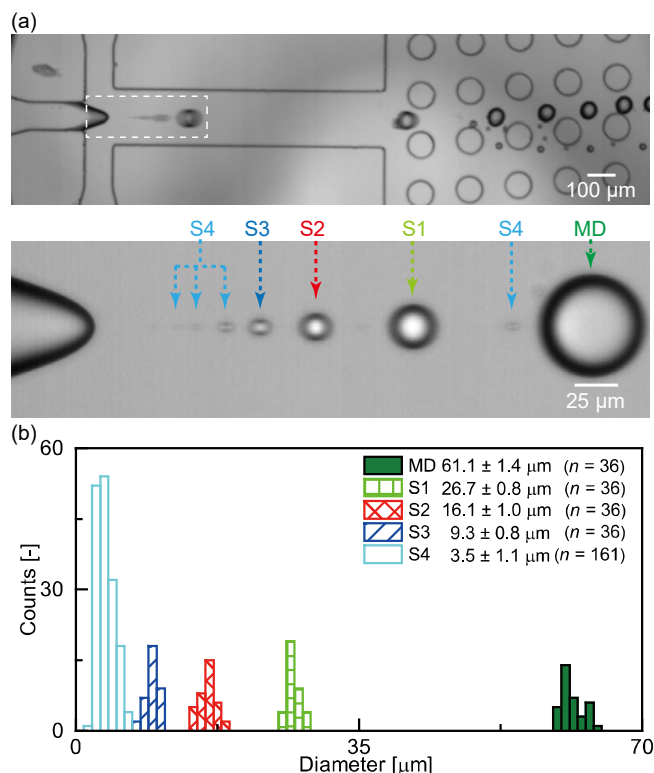 (a)
100 μm
S4 S3 S2 S1 S4 MD
25 μm
(b)
60
30
0
Counts [-]
MD 61.1 ± 1.4 μm (n = 36)
S1 26.7 ± 0.8 μm (n = 36)
S2 16.1 ± 1.0 μm (n = 36)
S3 9.3 ± 0.8 μm (n = 36)
S4 3.5 ± 1.1 μm (n = 161)
0 35 70
Diameter [μm]